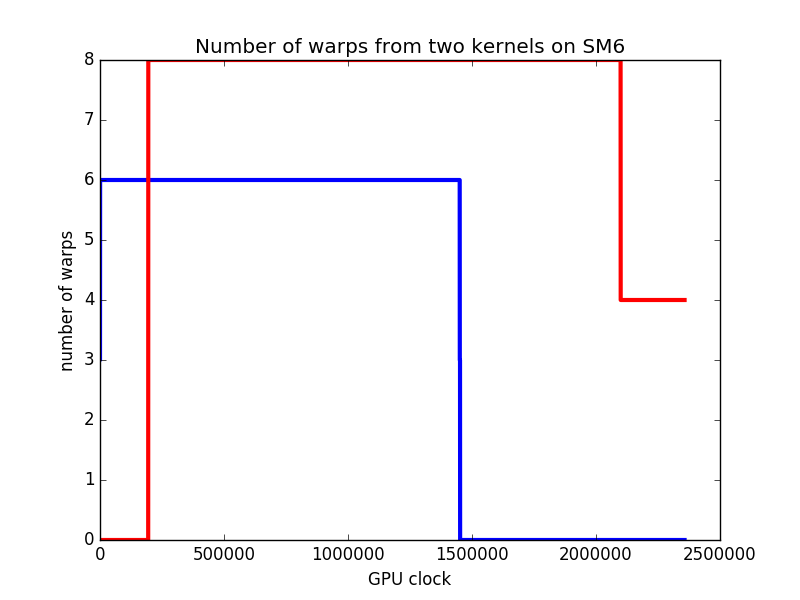 Number of warps from two kernels on SM6
8
7
6
5
4
3
2
1
0
number of warps
0 500000 1000000 1500000 2000000 2500000
GPU clock